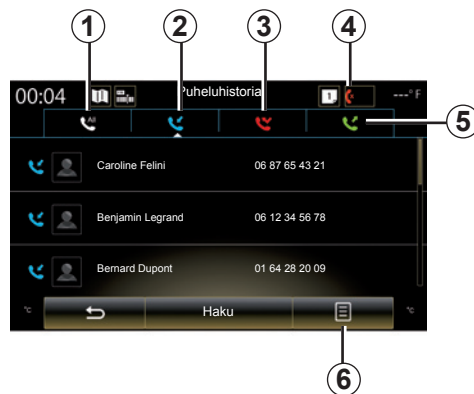 1 2 3 4
00:04 Puheluhistoria 1 ---°F
All
5
Caroline Felini 06 87 65 43 21
Benjamin Legrand 06 12 34 56 78
Bernard Dupont 01 64 28 20 09
°C Haku °C
6